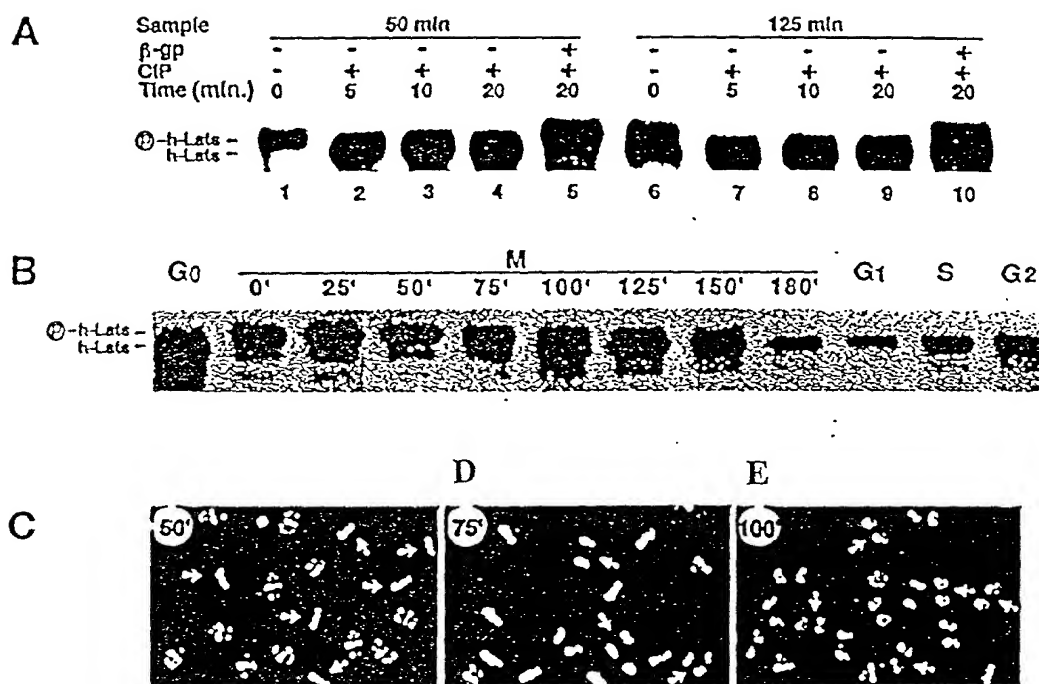 A
Sample 50 min 125 min
β-gp - - - - + - - - - +
CIP - + + + + - + + + +
Time (min.) 0 5 10 20 20 0 5 10 20 20
ⓟ-h-Lats -
h-Lats -
1 2 3 4 5 6 7 8 9 10
B
G0 M G1 S G2
0' 25' 50' 75' 100' 125' 150' 180'
ⓟ-h-Lats -
h-Lats -
D E
C
50' 75' 100'